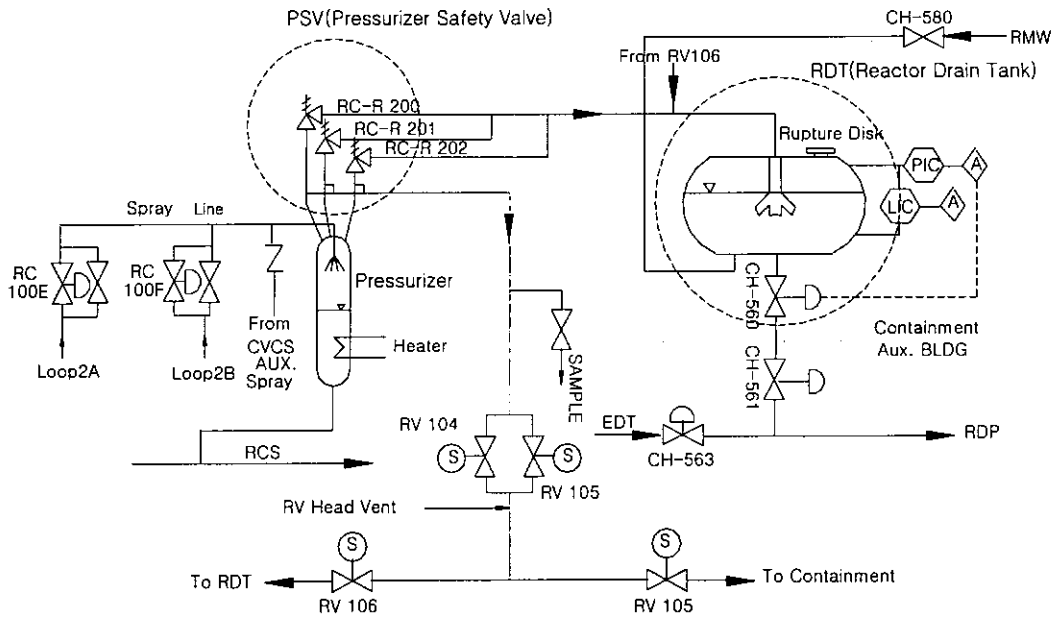 PSV(Pressurizer Safety Valve)
CH-580
RMW
From RV106
RDT(Reactor Drain Tank)
RC-R 200
RC-R 201
RC-R 202
Rupture Disk
PIC
A
LIC
A
Spray Line
RC
100E
RC
100F
Pressurizer
Heater
From
CVCS
AUX.
Spray
Loop2A
Loop2B
CH-560
Containment
Aux. BLDG
SAMPLE
CH-561
RV 104
S
S
RV 105
EDT
CH-563
RDP
RCS
RV Head Vent
S
S
To RDT
RV 106
RV 105
To Containment